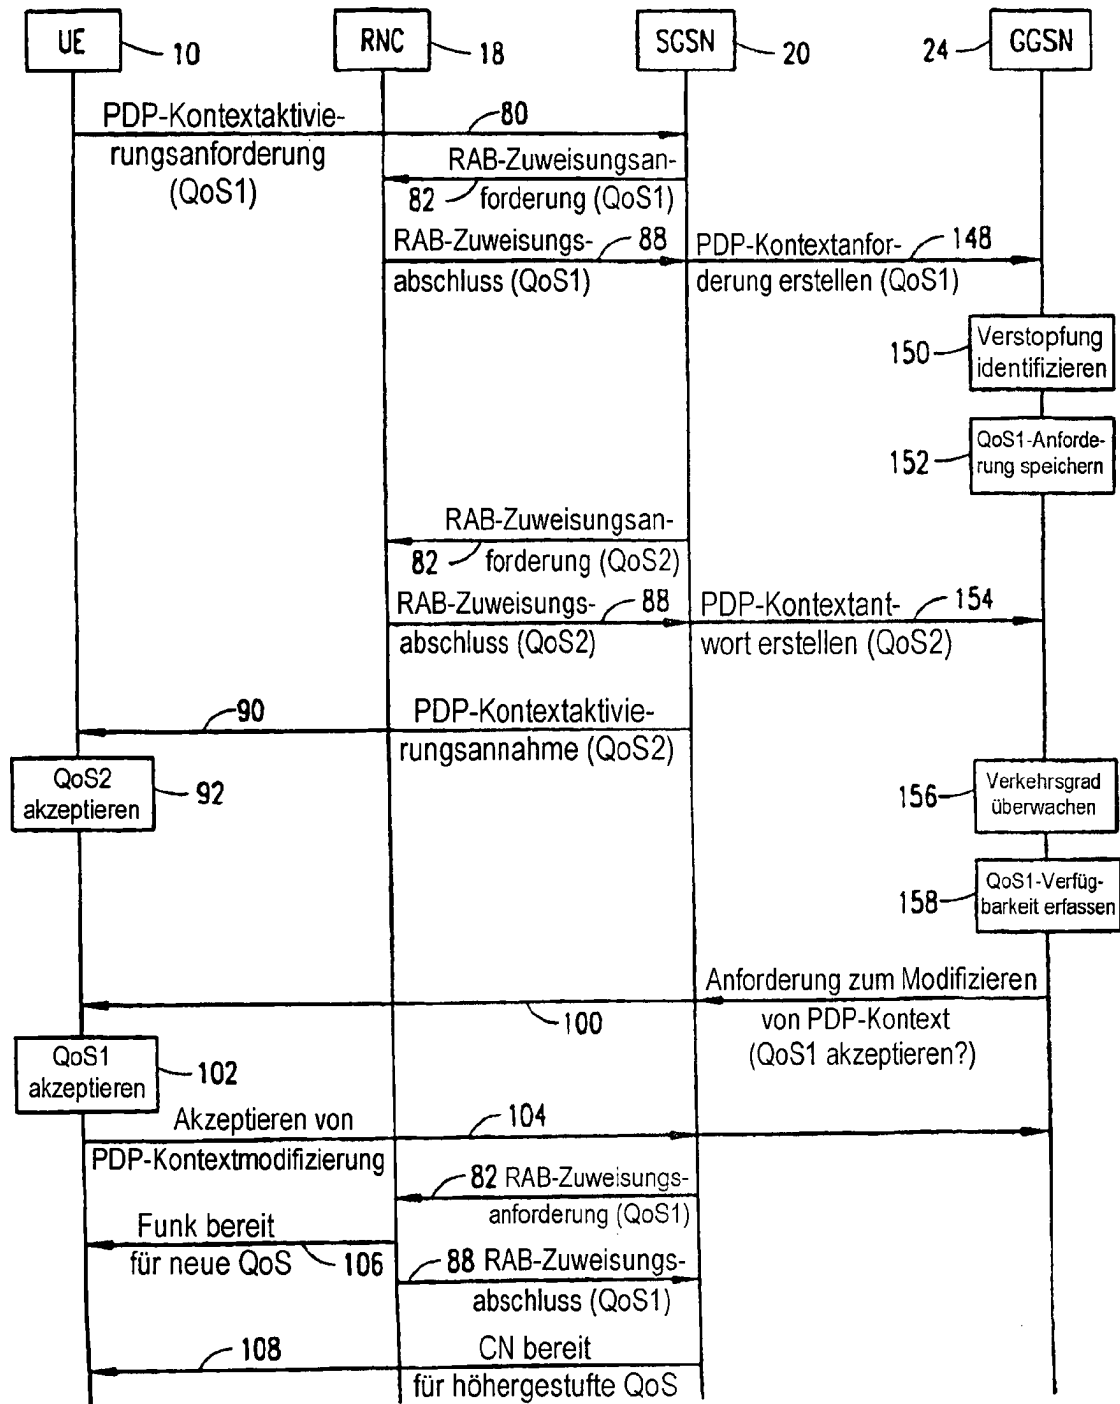 UE
10
RNC
18
SGSN
20
24
GGSN
PDP-Kontextaktivie-
rungsanforderung
(QoS1)
80
RAB-Zuweisungsan-
82
forderung (QoS1)
RAB-Zuweisungs-
88
abschluss (QoS1)
PDP-Kontextanfor-
148
derung erstellen (QoS1)
150
Verstopfung
identifizieren
152
QoS1-Anforde-
rung speichern
RAB-Zuweisungsan-
82
forderung (QoS2)
RAB-Zuweisungs-
88
abschluss (QoS2)
PDP-Kontextant-
154
wort erstellen (QoS2)
90
PDP-Kontextaktivie-
rungsannahme (QoS2)
QoS2
akzeptieren
92
156
Verkehrsgrad
überwachen
158
QoS1-Verfüg-
barkeit erfassen
Anforderung zum Modifizieren
100
von PDP-Kontext
(QoS1 akzeptieren?)
QoS1
akzeptieren
102
Akzeptieren von
104
PDP-Kontextmodifizierung
82 RAB-Zuweisungs-
anforderung (QoS1)
Funk bereit
für neue QoS
106
88 RAB-Zuweisungs-
abschluss (QoS1)
108
CN bereit
für höhergestufte QoS